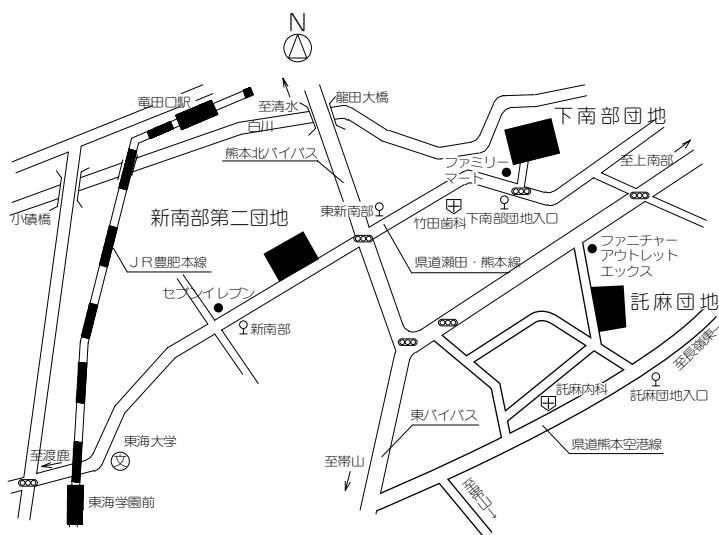 N
竜田口駅
至清水
龍田大橋
白川
下南部団地
熊本北バイパス
ファミリー
マート
至上南部
小磧橋
新南部第二団地
東新南部
竹田歯科
下南部団地入口
JR豊肥本線
県道瀬田・熊本線
ファニチャー
アウトレット
エックス
セブンイレブン
新南部
託麻団地
至長嶺東→
託麻内科
託麻団地入口
東バイパス
県道熊本空港線
至渡鹿
東海大学
文
至帯山
至帯山→
東海学園前